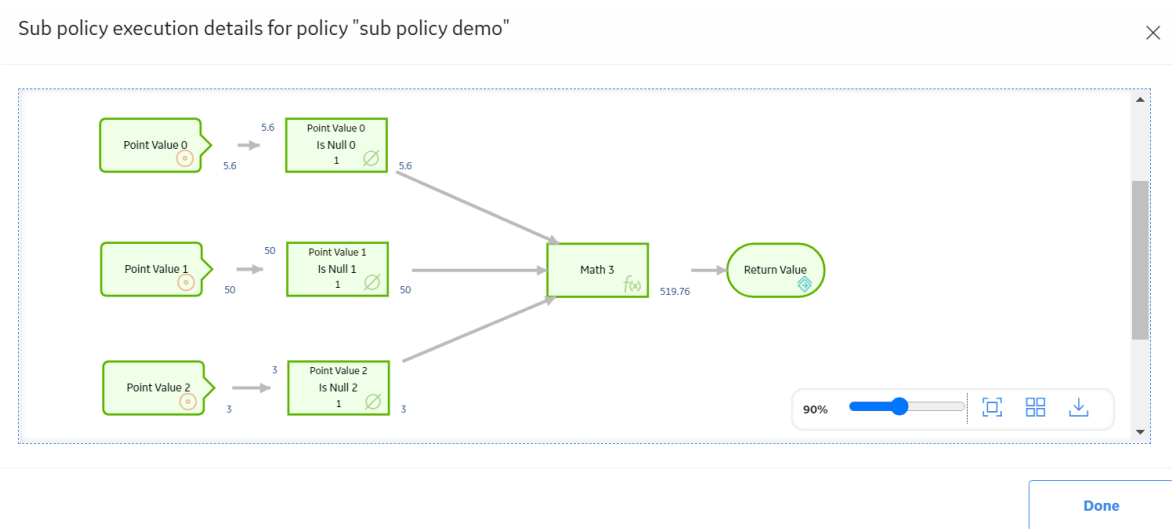 Sub policy execution details for policy "sub policy demo"
Point Value 0
5.6
5.6
Point Value 0
Is Null 0
1
5.6
Point Value 1
50
50
Point Value 1
Is Null 1
1
50
Math 3
f(x)
519.76
Return Value
Point Value 2
3
3
Point Value 2
Is Null 2
1
3
90%
Done